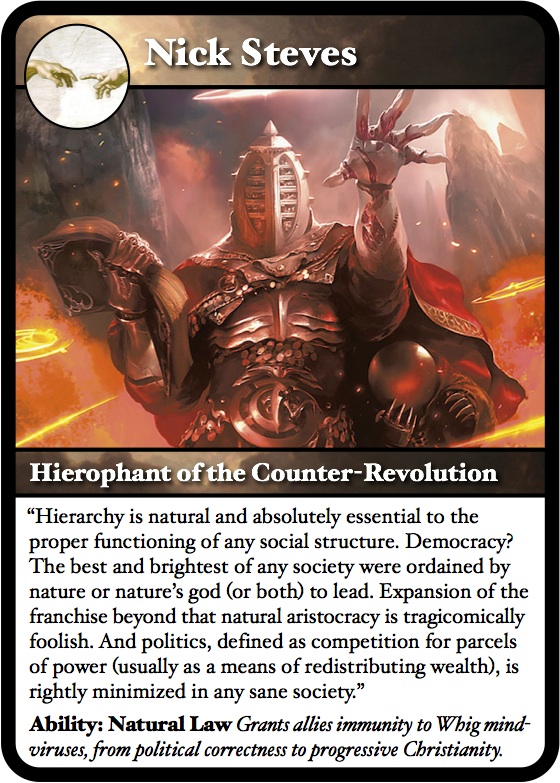 Nick Steves
Hierophant of the Counter-Revolution
“Hierarchy is natural and absolutely essential to the
proper functioning of any social structure. Democracy?
The best and brightest of any society were ordained by
nature or nature’s god (or both) to lead. Expansion of the
franchise beyond that natural aristocracy is tragicomically
foolish. And politics, defined as competition for parcels
of power (usually as a means of redistributing wealth), is
rightly minimized in any sane society.”
Ability: Natural Law Grants allies immunity to Whig mind-
viruses, from political correctness to progressive Christianity.